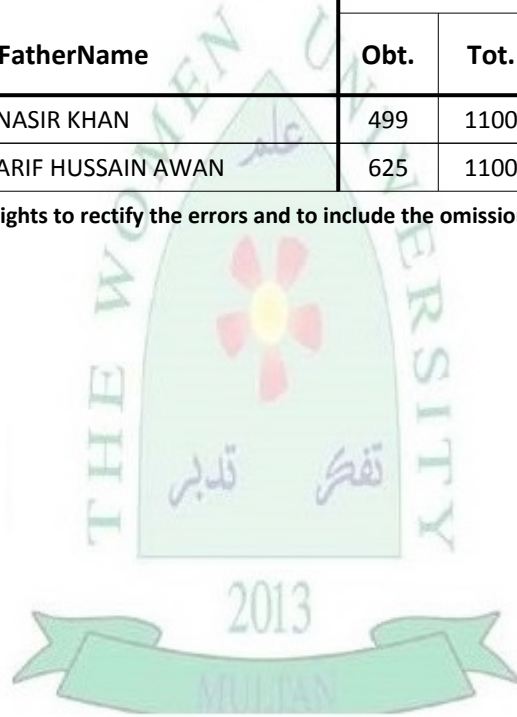 FatherName Obt. Tot.
NASIR KHAN 499 1100
ARIF HUSSAIN AWAN 625 1100
ights to rectify the errors and to include the omission
THE WOMEN UNIVERSITY
علم
تدبر تفکر
2013
MULTAN